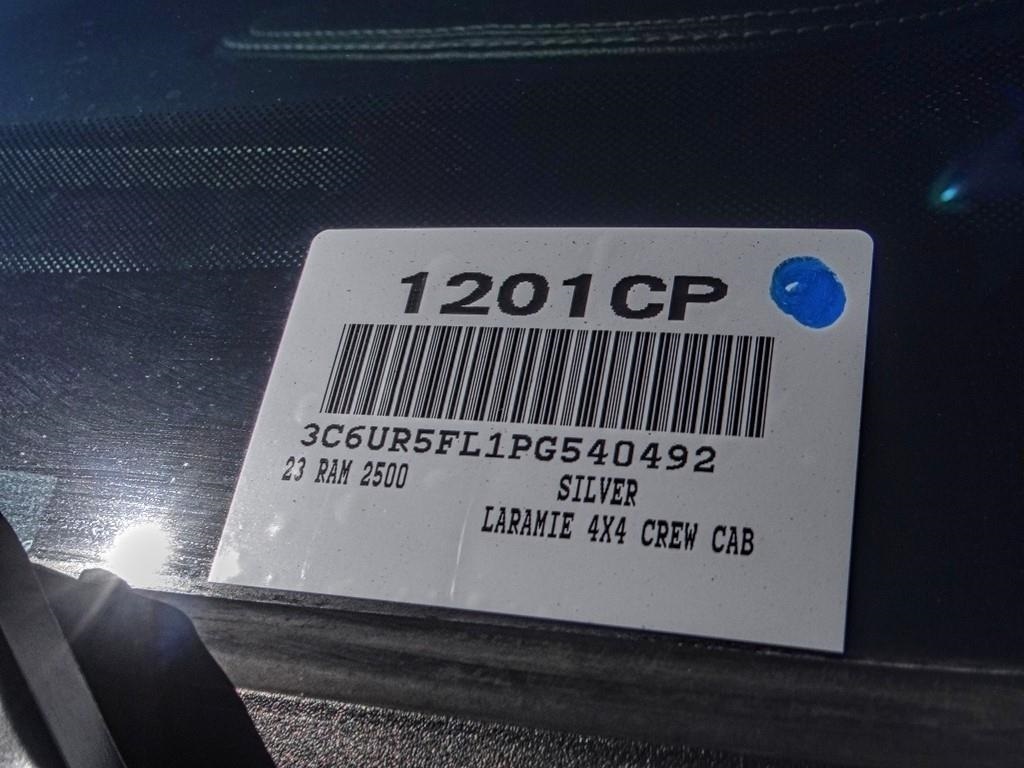 1201CP
3C6UR5FL1PG540492
23 RAM 2500 SILVER
LARAMIE 4X4 CREW CAB